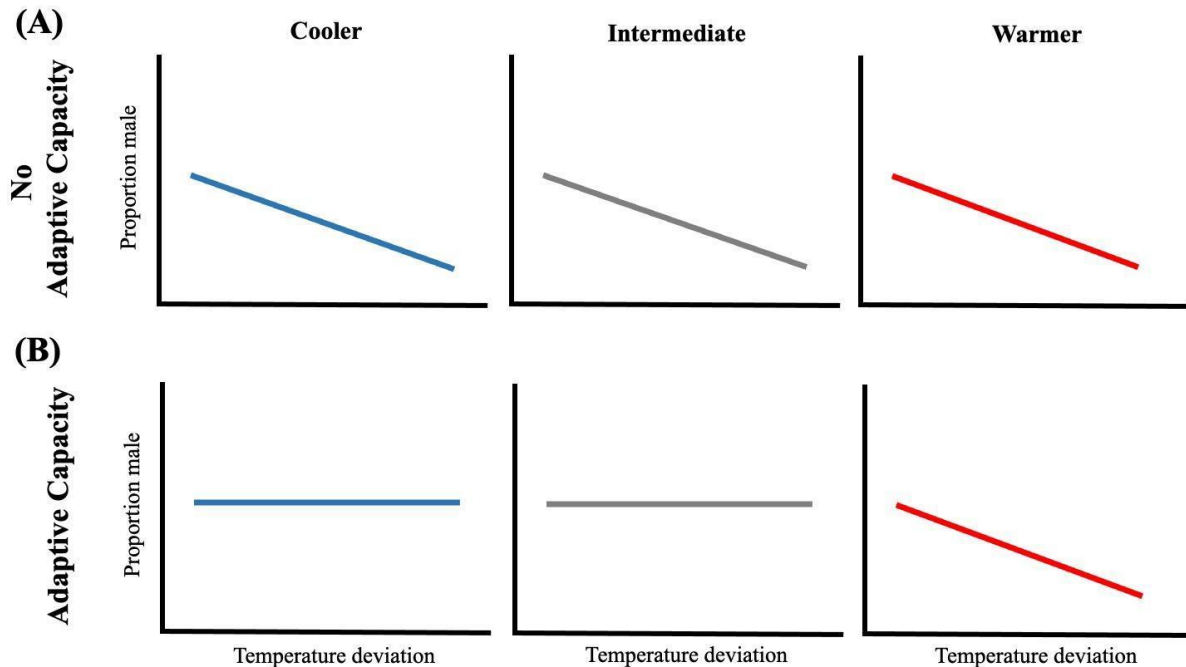 (A)
Cooler
Intermediate
Warmer
No
Adaptive Capacity
Proportion male
(B)
Adaptive Capacity
Proportion male
Temperature deviation
Temperature deviation
Temperature deviation